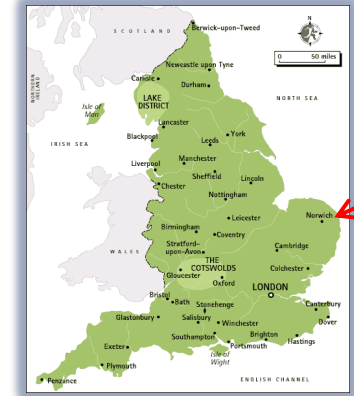 SCOTLAND
Berwick-upon-Tweed
N
0 50 miles
Newcastle upon Tyne
Carlisle
Durham
NORTHERN
IRELAND
LAKE
DISTRICT
NORTH SEA
Isle of
Man
Lancaster
York
Blackpool
Leeds
IRISH SEA
Manchester
Liverpool
Sheffield
Lincoln
Chester
Nottingham
Leicester
Norwich
Birmingham
Coventry
Stratford-
upon-Avon
Cambridge
WALES
THE
COTSWOLDS
Gloucester
Colchester
Oxford
LONDON
Bristol
Bath
Stonehenge
Canterbury
Glastonbury
Salisbury
Winchester
Dover
Southampton
Brighton
Hastings
Exeter
Portsmouth
Isle of
Wight
Plymouth
Penzance
ENGLISH CHANNEL